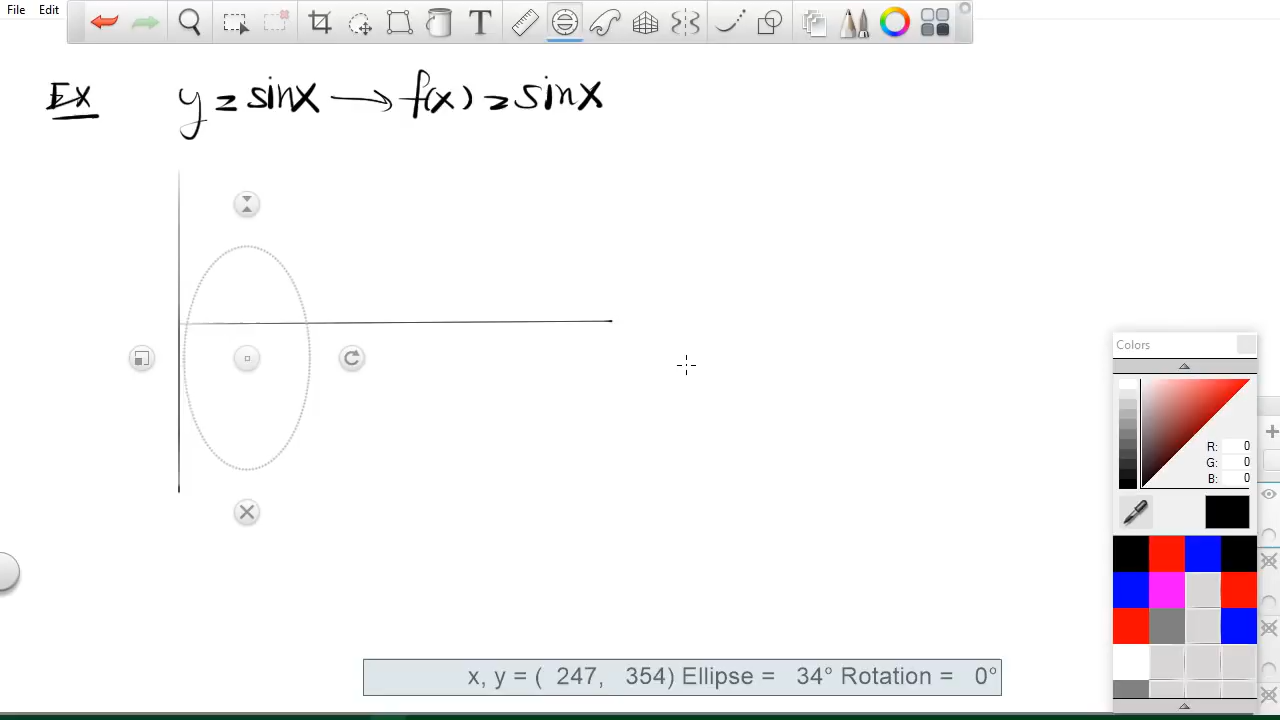 File Edit
Ex y = sinx → f(x) = sinx
Colors
R: 0
G: 0
B: 0
x, y = ( 247, 354) Ellipse = 34° Rotation = 0°